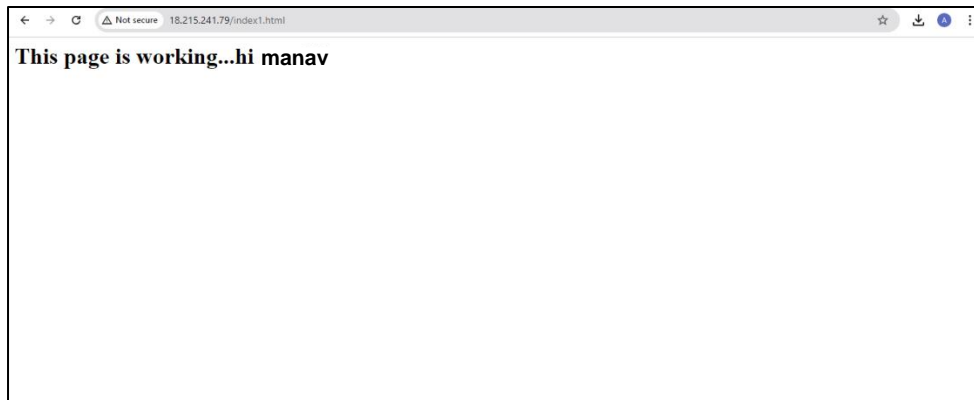 Not secure 18.215.241.79/index1.html A
This page is working...hi manav